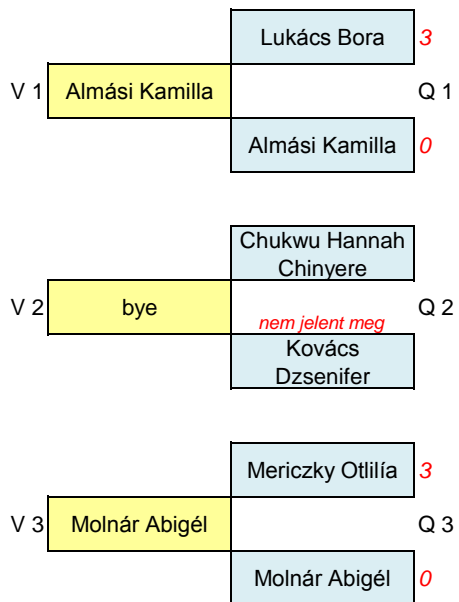 Lukács Bora 3
V 1 Almási Kamilla Q 1
Almási Kamilla 0
Chukwu Hannah
Chinyere
V 2 bye Q 2
nem jelent meg
Kovács
Dzsenifer
Mericzky Otlilía 3
V 3 Molnár Abigél Q 3
Molnár Abigél 0